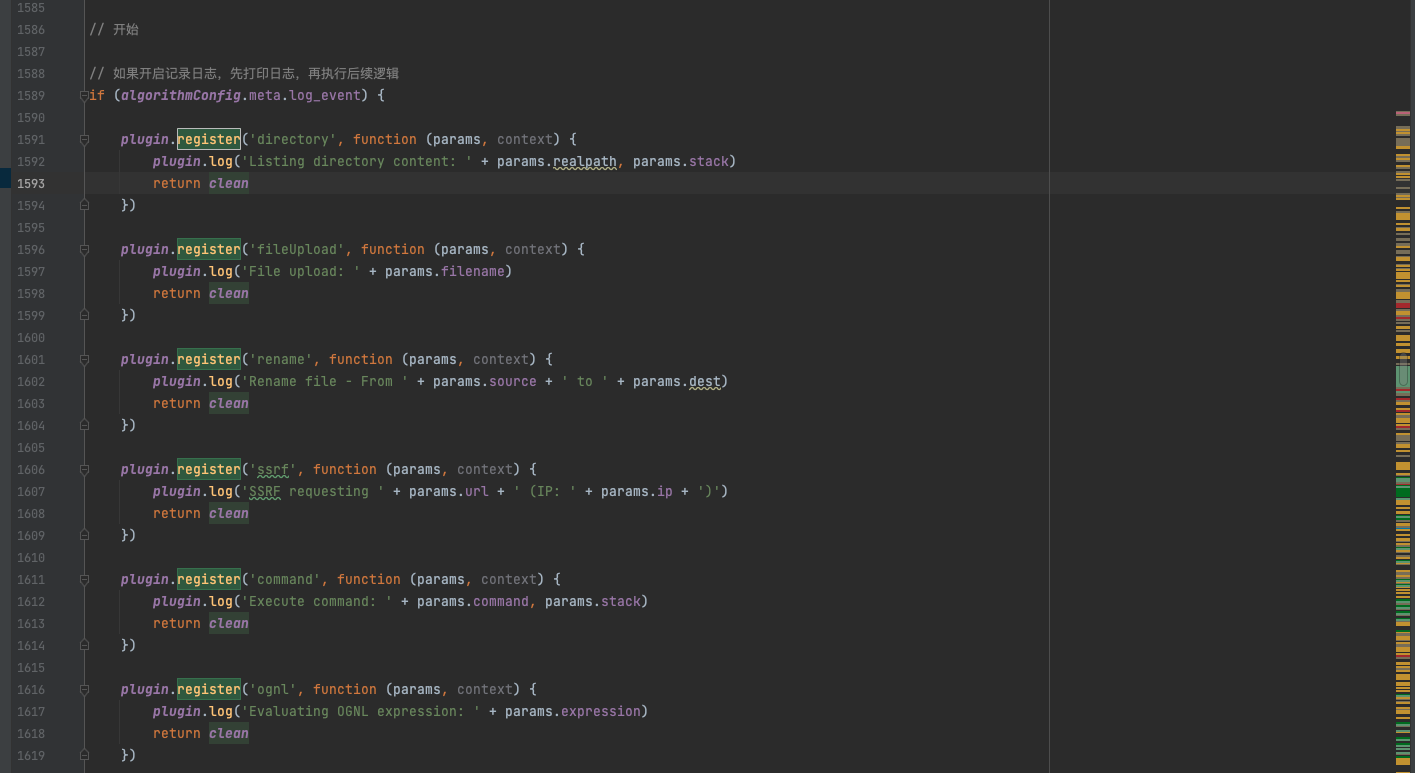 1585
1586 // 开始
1587
1588 // 如果开启记录日志，先打印日志，再执行后续逻辑
1589 if (algorithmConfig.meta.log_event) {
1590
1591 plugin.register('directory', function (params, context) {
1592 plugin.log('Listing directory content: ' + params.realpath, params.stack)
1593 return clean
1594 })
1595
1596 plugin.register('fileUpload', function (params, context) {
1597 plugin.log('File upload: ' + params.filename)
1598 return clean
1599 })
1600
1601 plugin.register('rename', function (params, context) {
1602 plugin.log('Rename file - From ' + params.source + ' to ' + params.dest)
1603 return clean
1604 })
1605
1606 plugin.register('ssrf', function (params, context) {
1607 plugin.log('SSRF requesting ' + params.url + ' (IP: ' + params.ip + ')')
1608 return clean
1609 })
1610
1611 plugin.register('command', function (params, context) {
1612 plugin.log('Execute command: ' + params.command, params.stack)
1613 return clean
1614 })
1615
1616 plugin.register('ognl', function (params, context) {
1617 plugin.log('Evaluating OGNL expression: ' + params.expression)
1618 return clean
1619 })